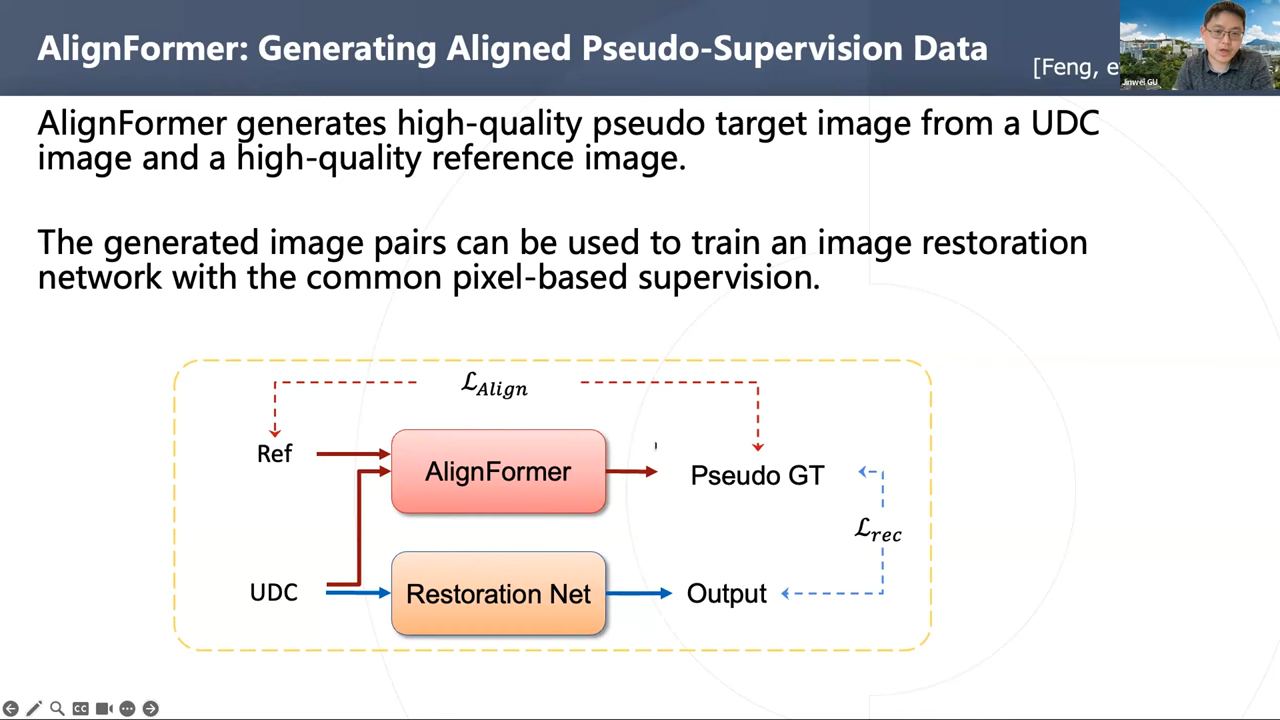 AlignFormer: Generating Aligned Pseudo-Supervision Data
[Feng, e
Jinwei GU
AlignFormer generates high-quality pseudo target image from a UDC
image and a high-quality reference image.
The generated image pairs can be used to train an image restoration
network with the common pixel-based supervision.
ℒAlign
Ref
AlignFormer
Pseudo GT
ℒrec
UDC
Restoration Net
Output
CC